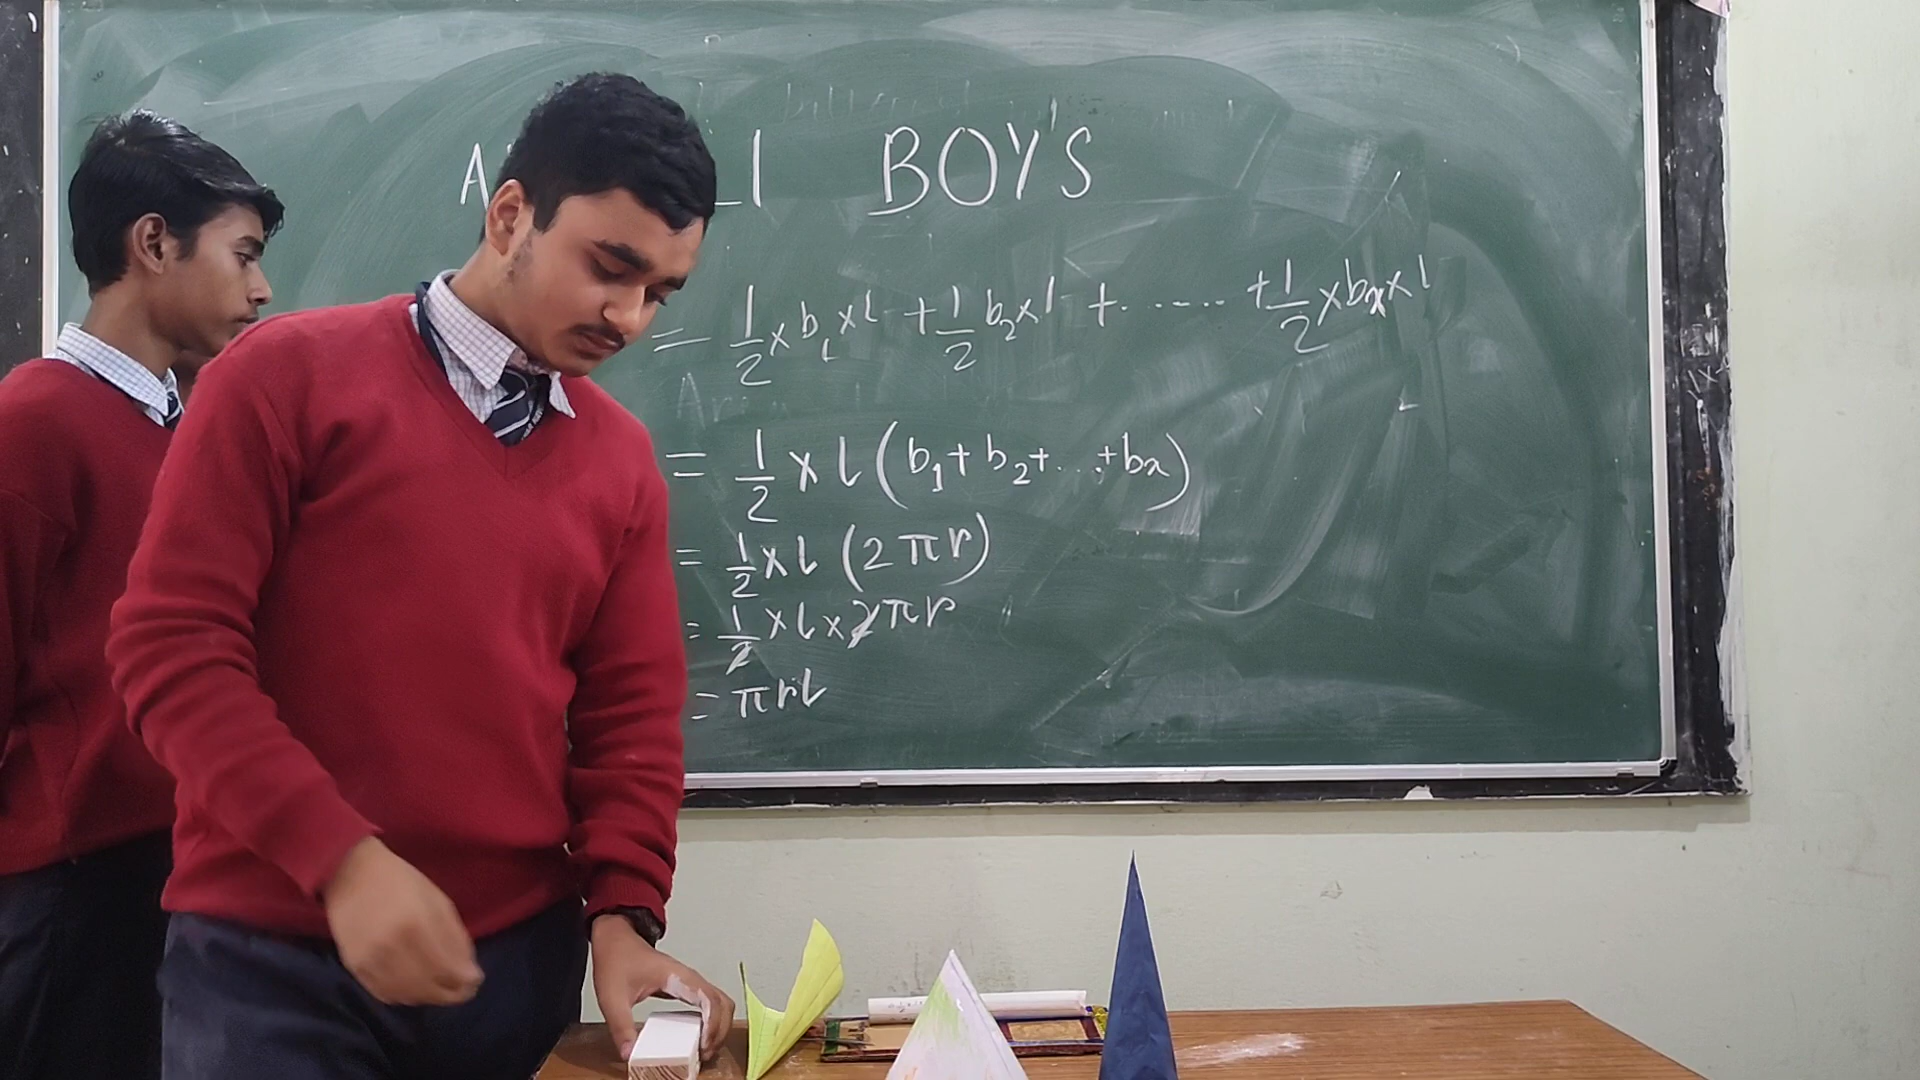 BOY'S
= 1/2 × b₁ × l + 1/2 b₂ × l + ...... + 1/2 × bₓ × l
= 1/2 × l (b₁ + b₂ + ... + bₓ)
= 1/2 × l (2πr)
= 1/2 × l × 2πr
= πrl